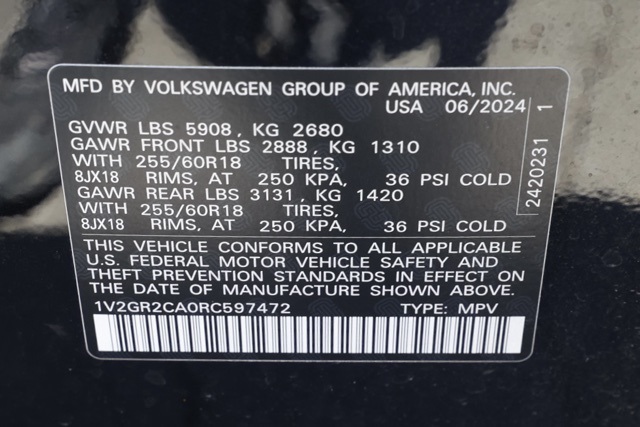 MFD BY VOLKSWAGEN GROUP OF AMERICA, INC.
USA 06/2024
GVWR LBS 5908, KG 2680
GAWR FRONT LBS 2888, KG 1310
WITH 255/60R18 TIRES,
8JX18 RIMS, AT 250 KPA, 36 PSI COLD
GAWR REAR LBS 3131, KG 1420
WITH 255/60R18 TIRES,
8JX18 RIMS, AT 250 KPA, 36 PSI COLD
2420231 1
THIS VEHICLE CONFORMS TO ALL APPLICABLE
U.S. FEDERAL MOTOR VEHICLE SAFETY AND
THEFT PREVENTION STANDARDS IN EFFECT ON
THE DATE OF MANUFACTURE SHOWN ABOVE.
1V2GR2CA0RC597472 TYPE: MPV